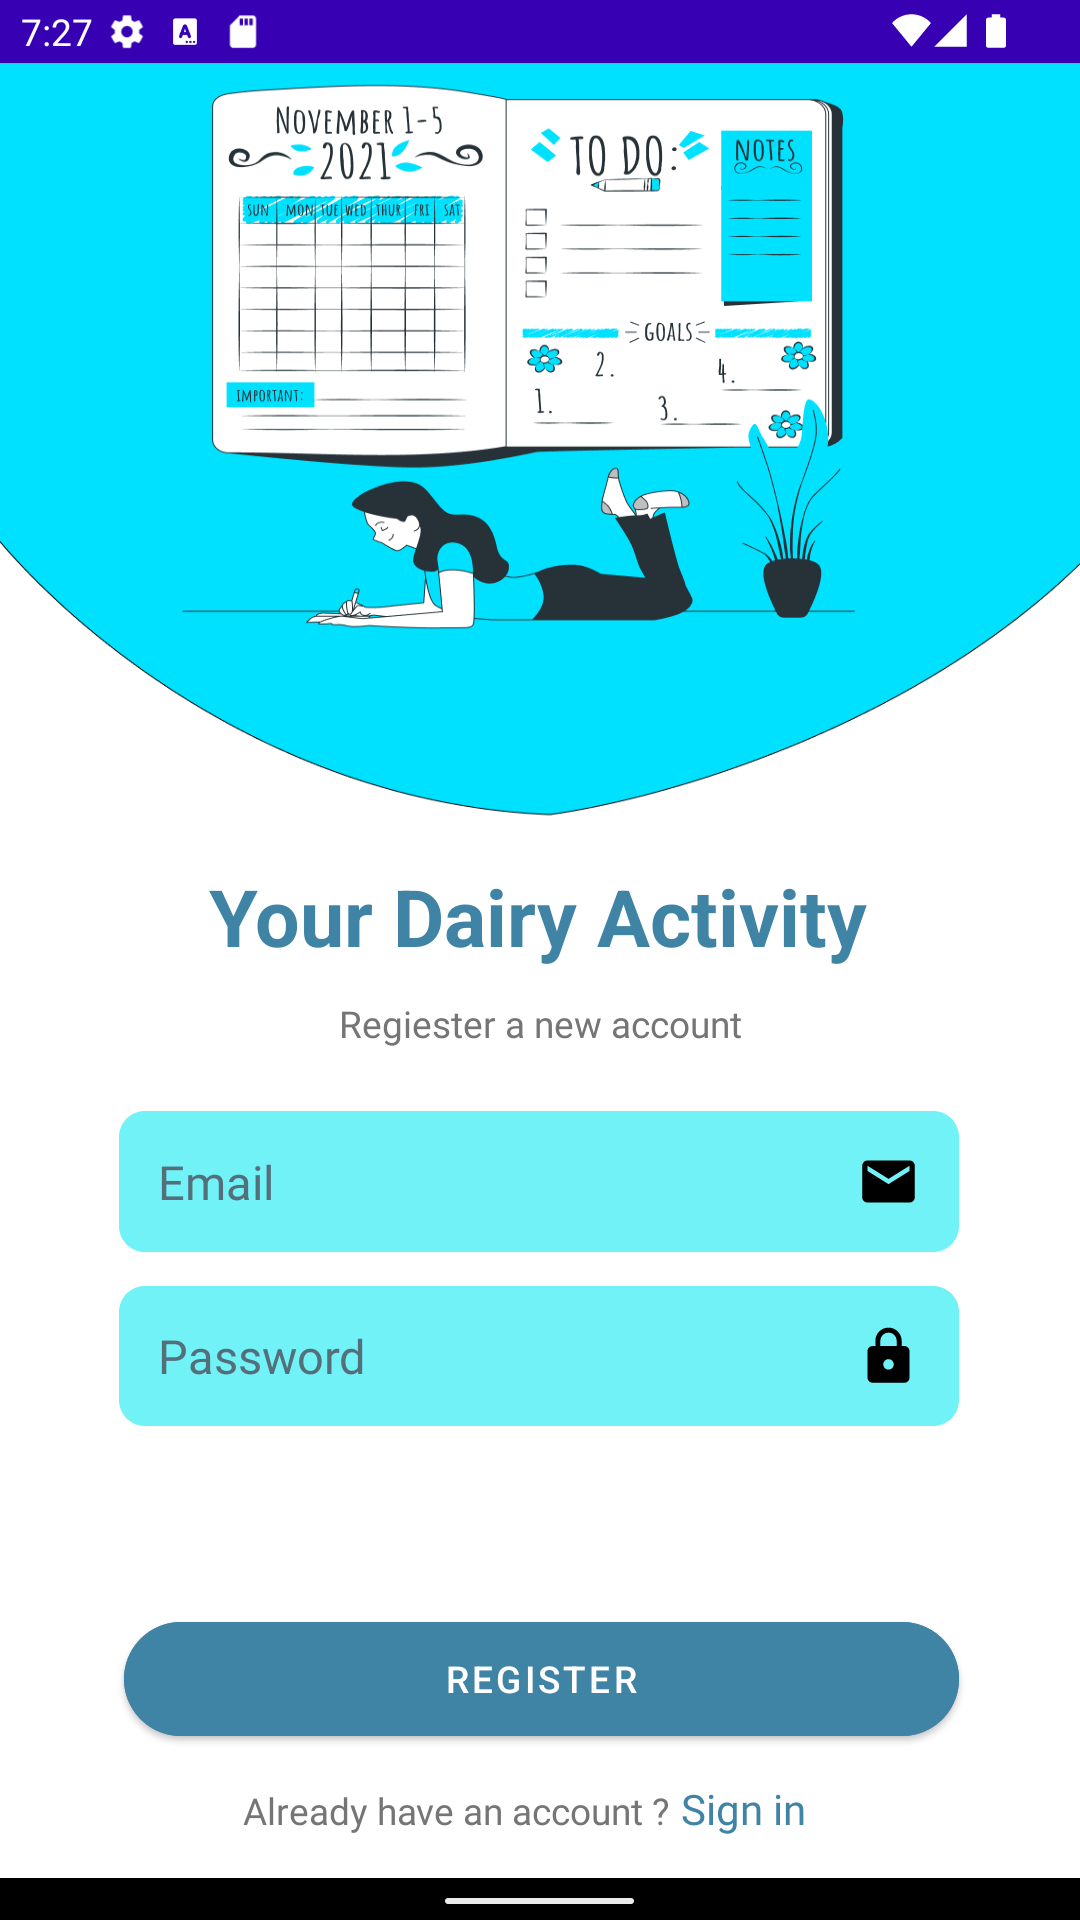 7:27
NOVEMBER 1-5
2021
SUN MON TUE WED THUR FRI SAT
IMPORTANT:
TO DO:
NOTES
GOALS
1.
2.
3.
4.
Your Dairy Activity
Regiester a new account
Email
Password
REGISTER
Already have an account ? Sign in